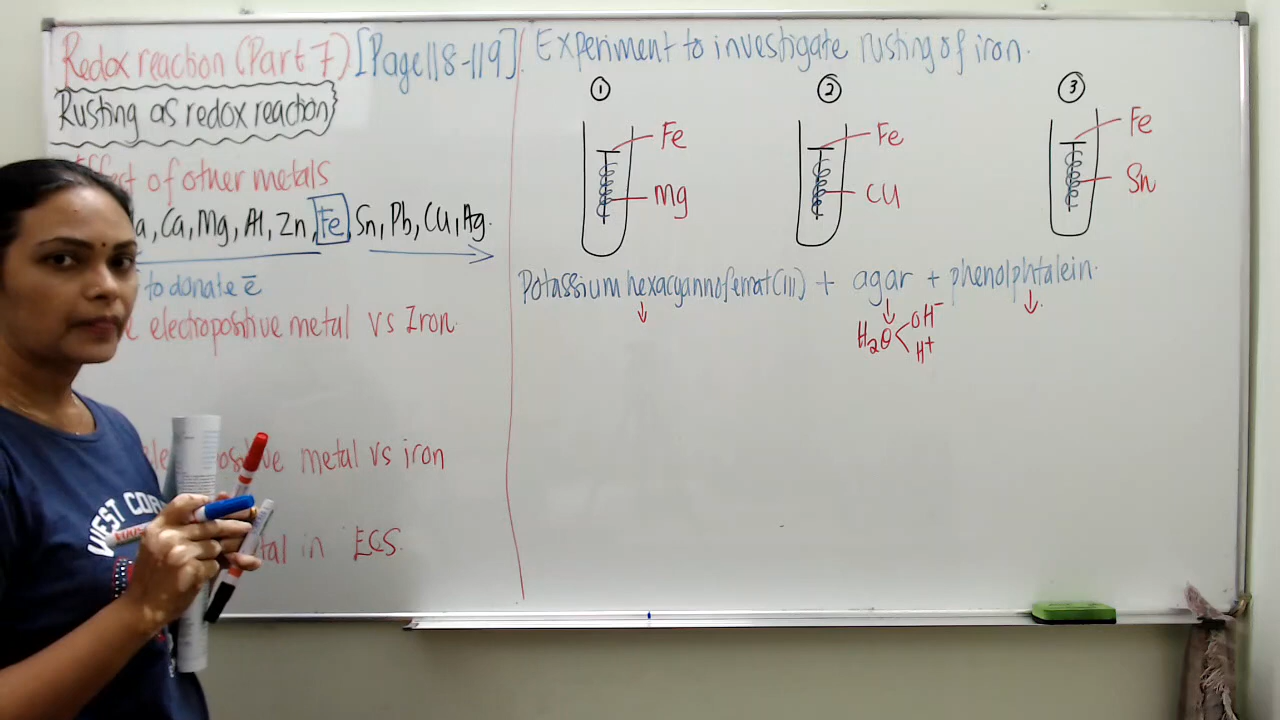 Redox reaction (Part 7) [Page 118-119].
Rusting as redox reaction
Effect of other metals
a, Ca, Mg, Al, Zn, Fe, Sn, Pb, Cu, Ag.
to donate ē
electropositive metal vs Iron.
metal vs iron
in ECS.
Experiment to investigate rusting of iron.
① ② ③
Fe Fe Fe
Mg Cu Sn
Potassium hexacyannoferrat(III) + agar + phenolphtalein.
↓ ↓ ↓
H₂O < OH⁻
H⁺
WEST CO